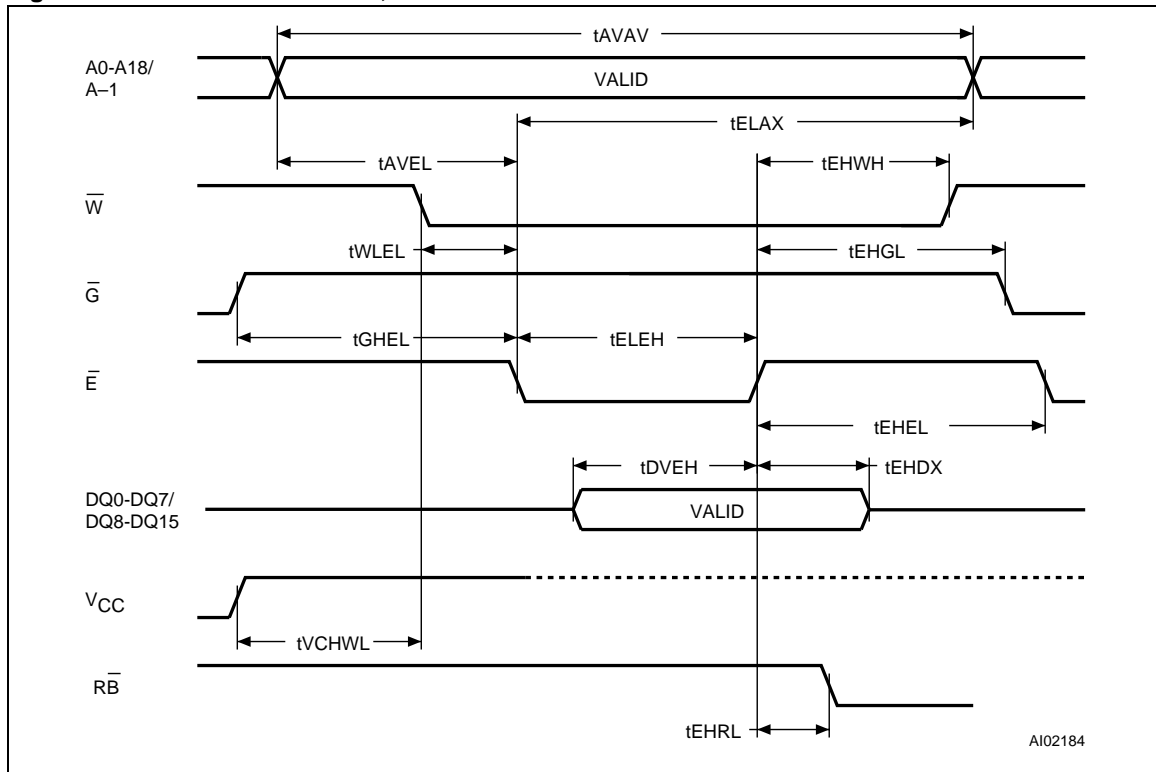 tAVAV
A0-A18/
A–1
VALID
tELAX
tAVEL
tEHWH
W̅
tWLEL
tEHGL
G̅
tGHEL
tELEH
E̅
tEHEL
tDVEH
tEHDX
DQ0-DQ7/
DQ8-DQ15
VALID
VCC
tVCHWL
RB̅
tEHRL
AI02184